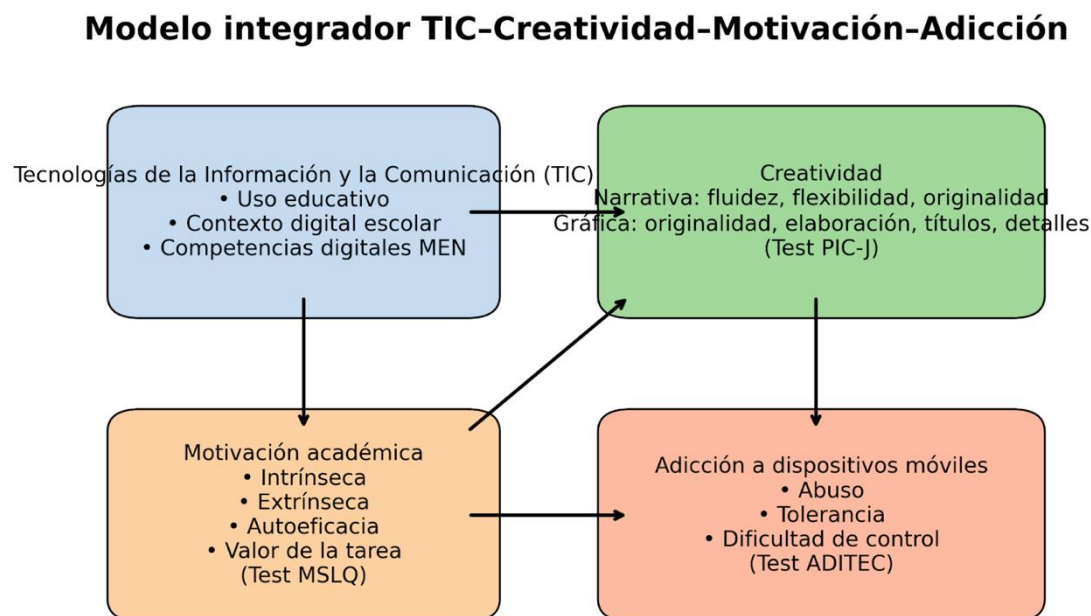 Modelo integrador TIC–Creatividad–Motivación–Adicción
Tecnologías de la Información y la Comunicación (TIC)
• Uso educativo
• Contexto digital escolar
• Competencias digitales MEN
Creatividad
Narrativa: fluidez, flexibilidad, originalidad
Gráfica: originalidad, elaboración, títulos, detalles
(Test PIC-J)
Motivación académica
• Intrínseca
• Extrínseca
• Autoeficacia
• Valor de la tarea
(Test MSLQ)
Adicción a dispositivos móviles
• Abuso
• Tolerancia
• Dificultad de control
(Test ADITEC)